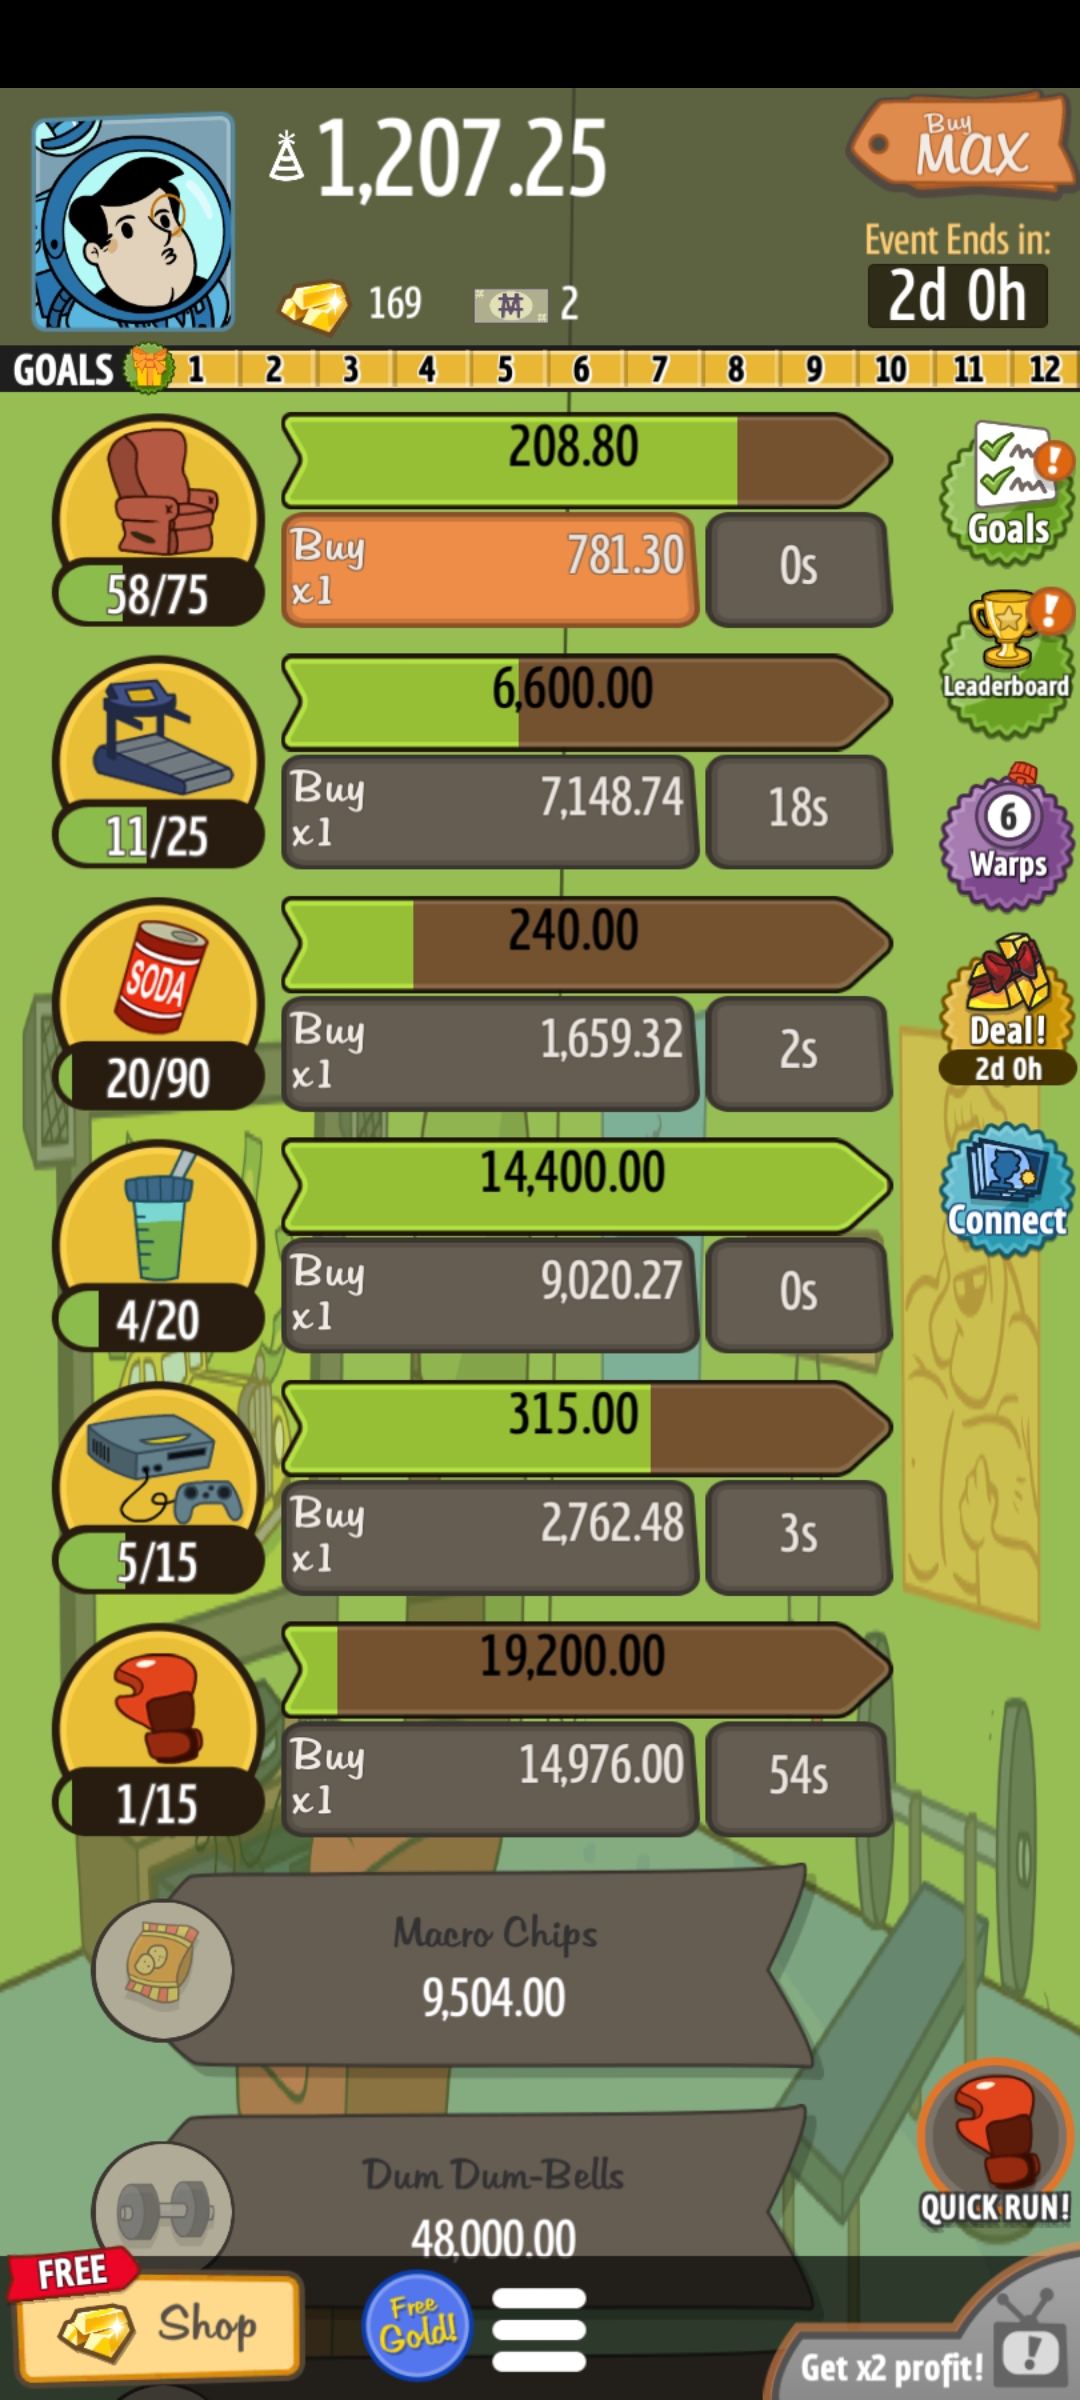 1,207.25
Buy
MAX
Event Ends in:
2d 0h
169
2
GOALS 1 2 3 4 5 6 7 8 9 10 11 12
208.80
Buy
x1
781.30
0s
58/75
Goals
6,600.00
Buy
x1
7,148.74
18s
11/25
Leaderboard
6
Warps
240.00
SODA
Buy
x1
1,659.32
2s
20/90
Deal!
2d 0h
14,400.00
Buy
x1
9,020.27
0s
4/20
Connect
315.00
Buy
x1
2,762.48
3s
5/15
19,200.00
Buy
x1
14,976.00
54s
1/15
Macro Chips
9,504.00
Dum Dum-Bells
48,000.00
QUICK RUN!
FREE
Shop
Free
Gold!
Get x2 profit!